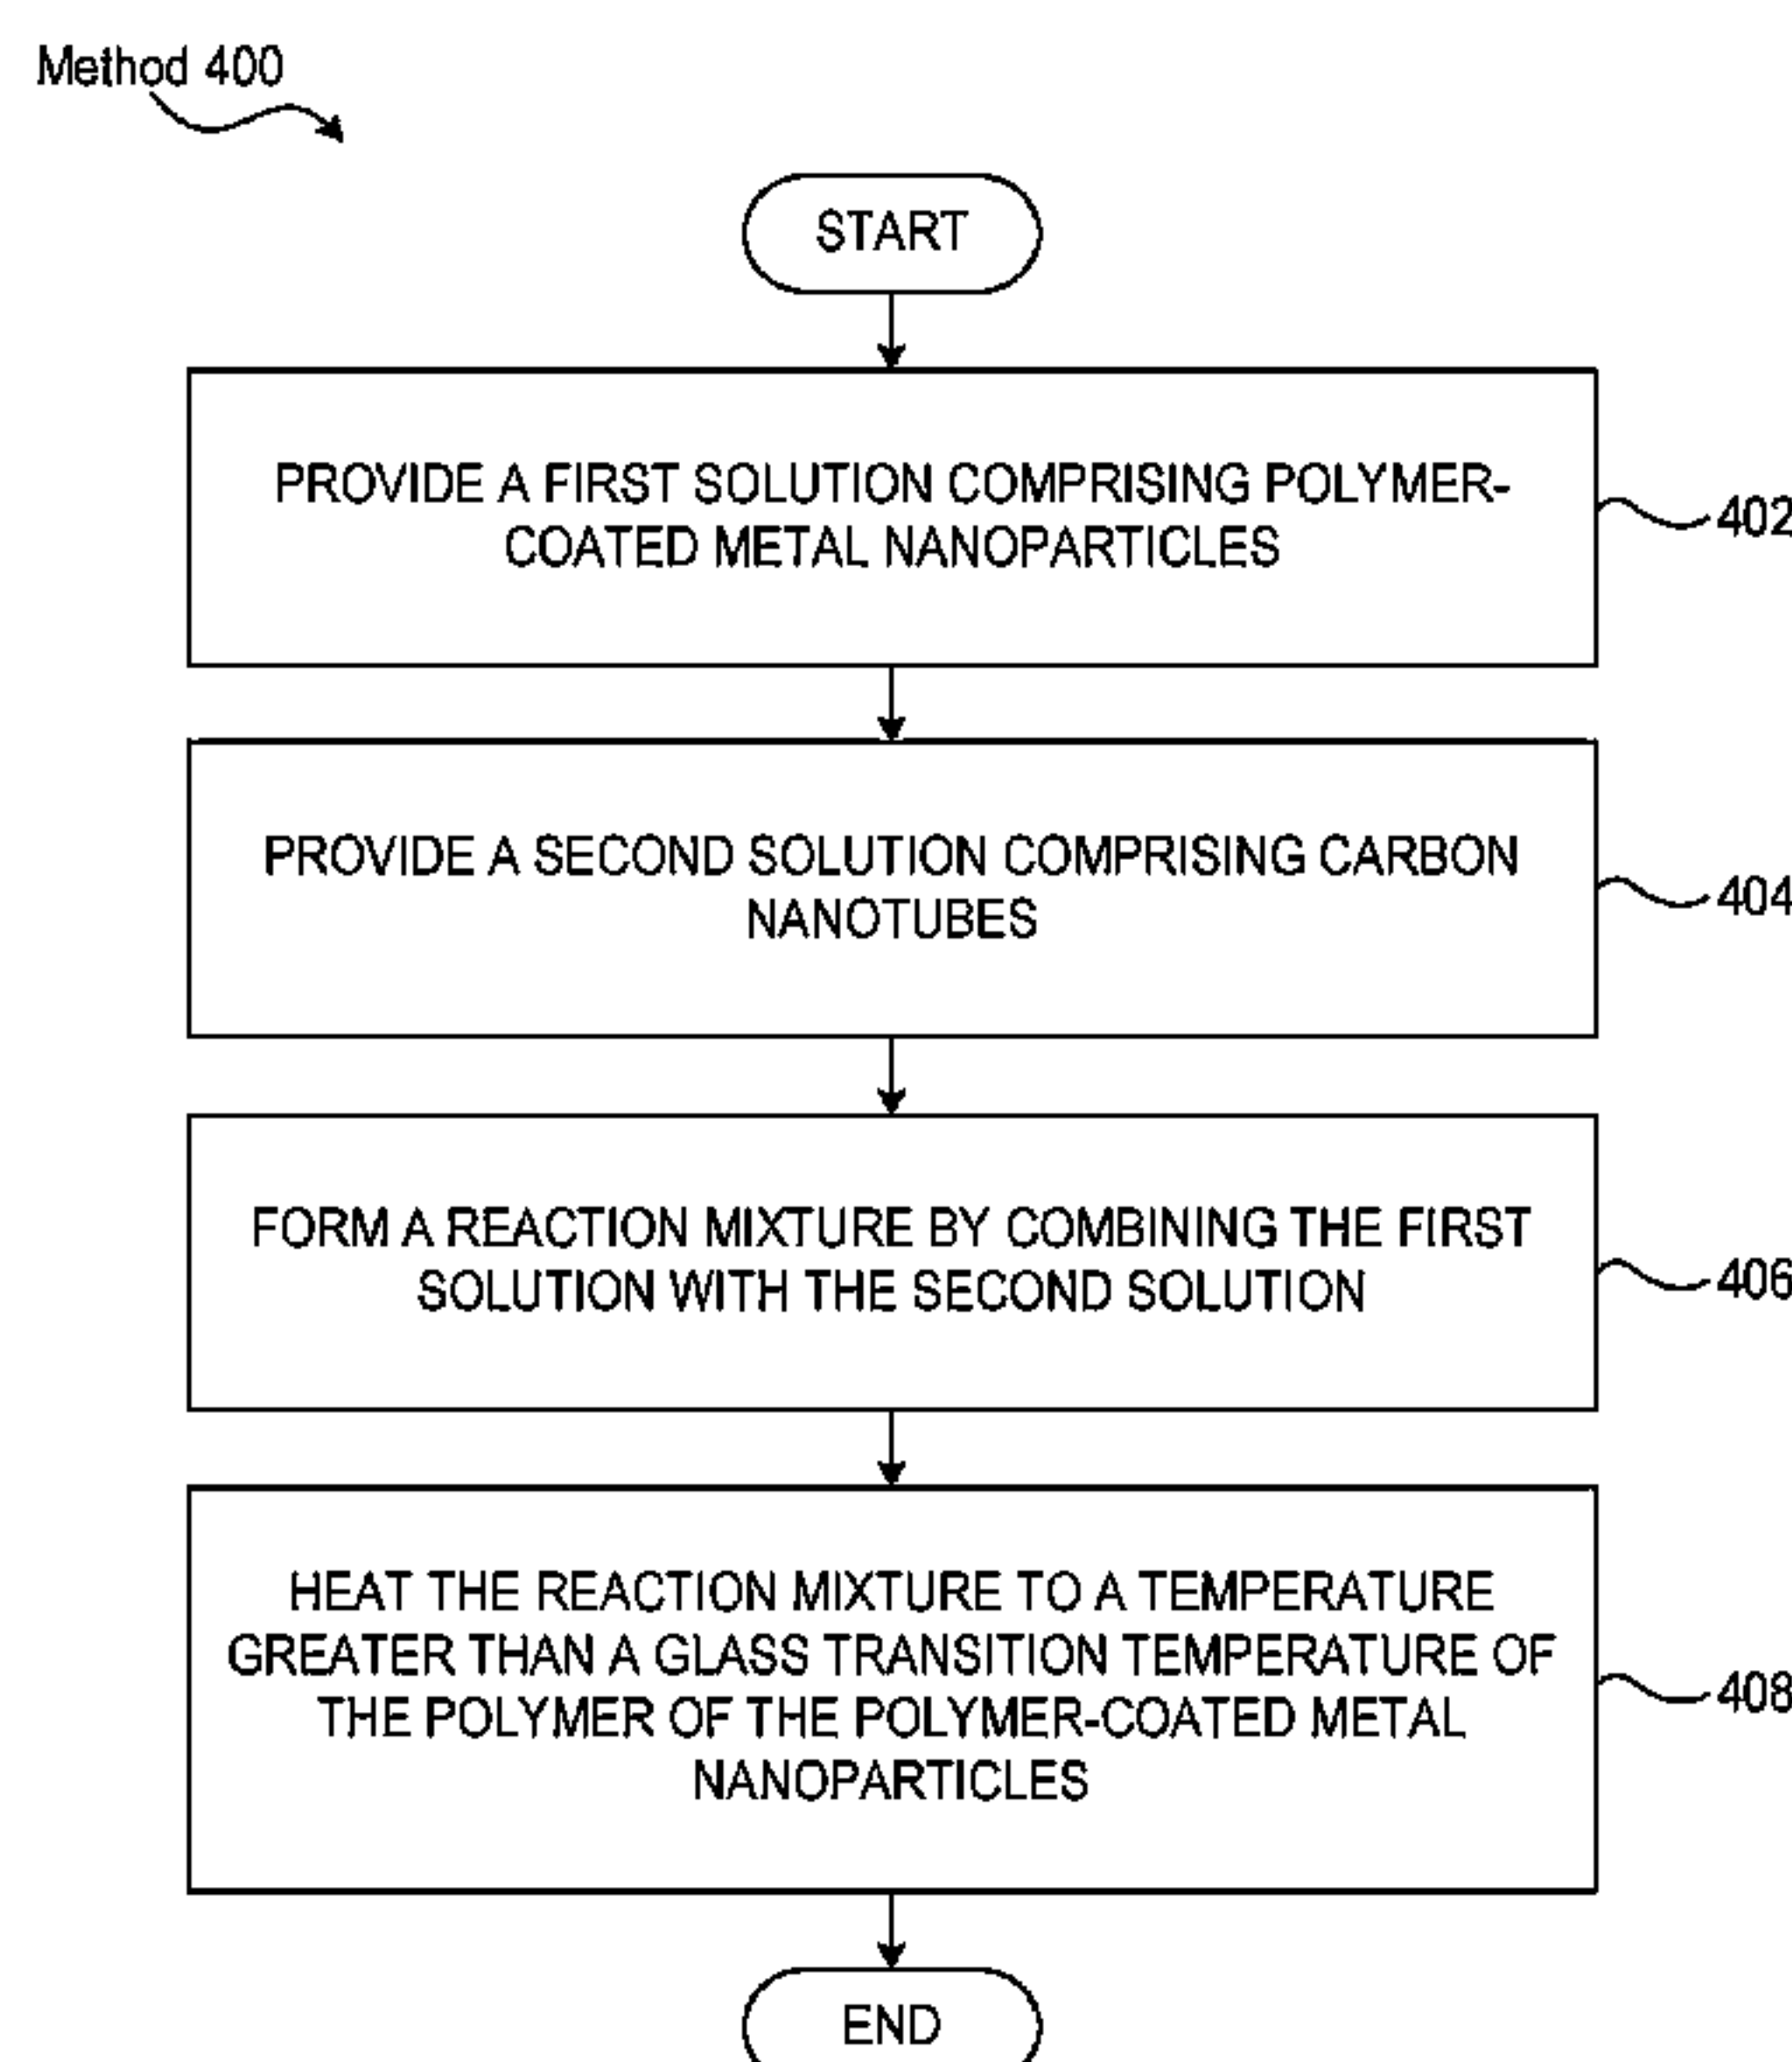 Method 400
START
PROVIDE A FIRST SOLUTION COMPRISING POLYMER-
COATED METAL NANOPARTICLES
402
PROVIDE A SECOND SOLUTION COMPRISING CARBON
NANOTUBES
404
FORM A REACTION MIXTURE BY COMBINING THE FIRST
SOLUTION WITH THE SECOND SOLUTION
406
HEAT THE REACTION MIXTURE TO A TEMPERATURE
GREATER THAN A GLASS TRANSITION TEMPERATURE OF
THE POLYMER OF THE POLYMER-COATED METAL
NANOPARTICLES
408
END